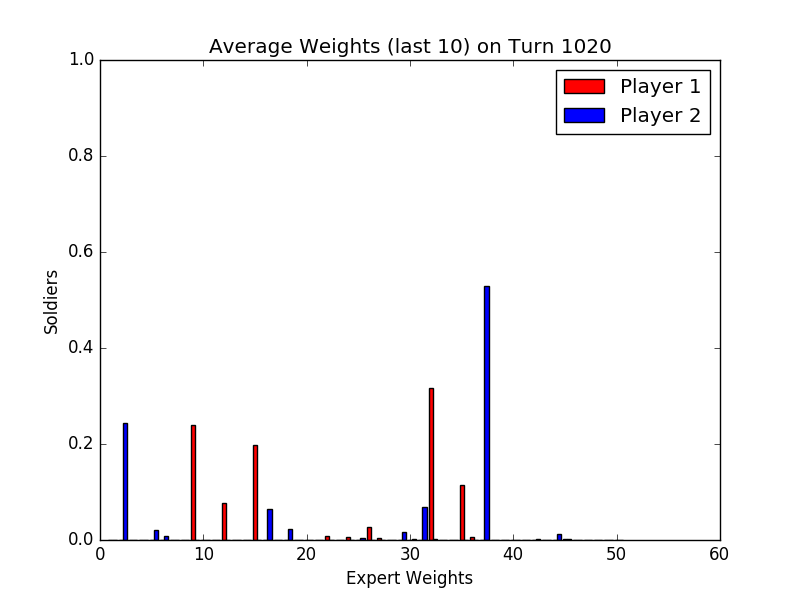 Average Weights (last 10) on Turn 1020
1.0
0.8
0.6
0.4
0.2
0.0
Soldiers
Player 1
Player 2
0 10 20 30 40 50 60
Expert Weights